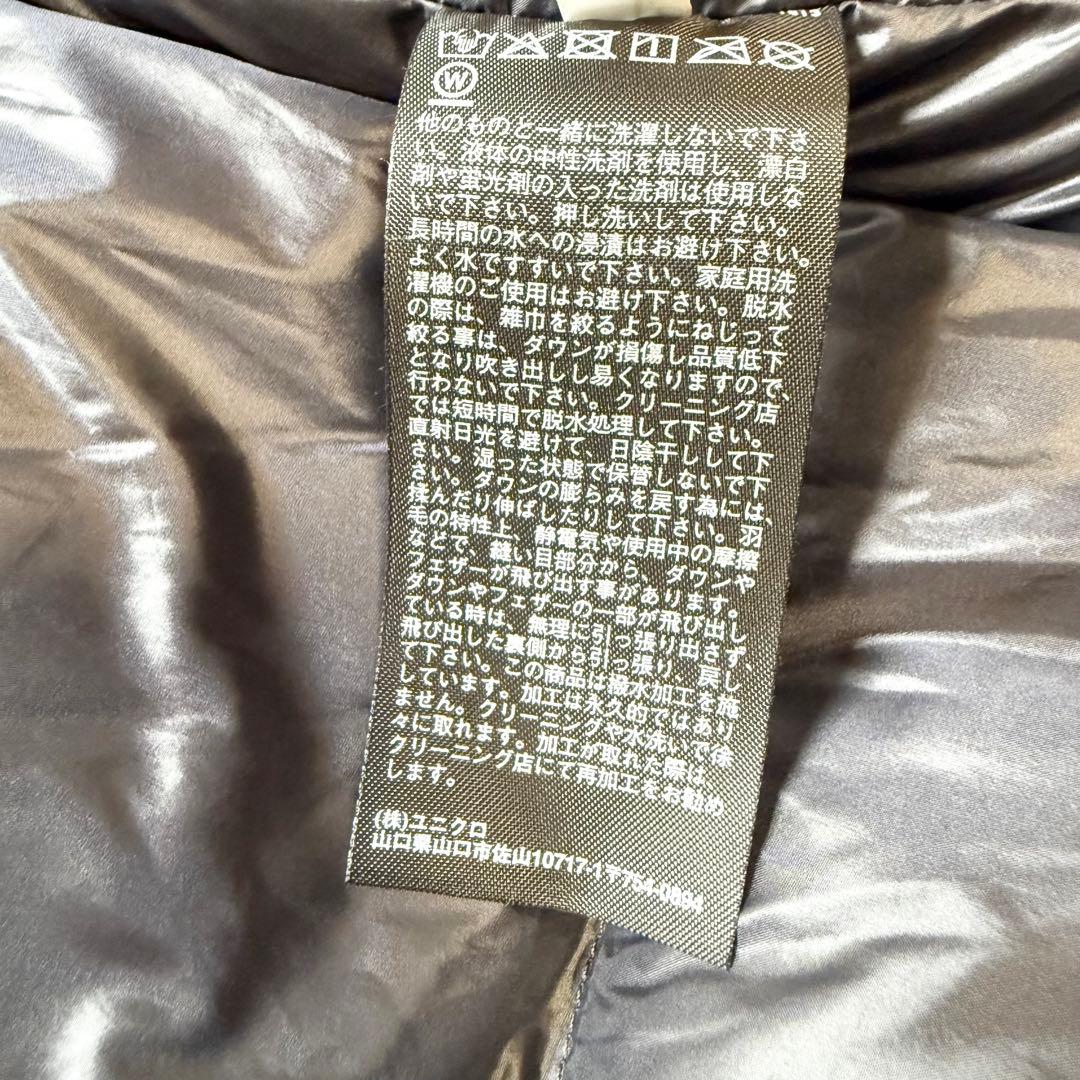 W
他のものと一緒に洗濯しないで下さ
い。液体の中性洗剤を使用し、漂白
剤や蛍光剤の入った洗剤は使用しな
いで下さい。押し洗いして下さい。
長時間の水への浸漬はお避け下さい。
よく水ですすいで下さい。家庭用洗
濯機のご使用はお避け下さい。脱水
の際は、雑巾を絞るようにねじって
絞る事は、ダウンが損傷し品質低下
となり吹き出しし易くなりますので、
行わないで下さい。クリーニング店
では短時間で脱水処理して下さい。
直射日光を避けて、日陰干しして下
さい。湿った状態で保管しないで下
さい。ダウンの膨らみを戻す為には、
揉んだり伸ばしたりして下さい。羽
毛の特性上、静電気や使用中の摩擦や
などで、縫い目部分から、ダウンや
フェザーが飛び出す事があります。
ダウンやフェザーの一部が飛び出し
ている時は、無理に引っ張り出さず
飛び出した裏側から引っ張り戻し
て下さい。この商品は撥水加工を施
しています。加工は永久的ではあり
ません。クリーニングや水洗いで徐
々に取れます。加工が取れた際は
クリーニング店にて再加工をお勧め
します。
(株)ユニクロ
山口県山口市佐山10717-1〒754-0894